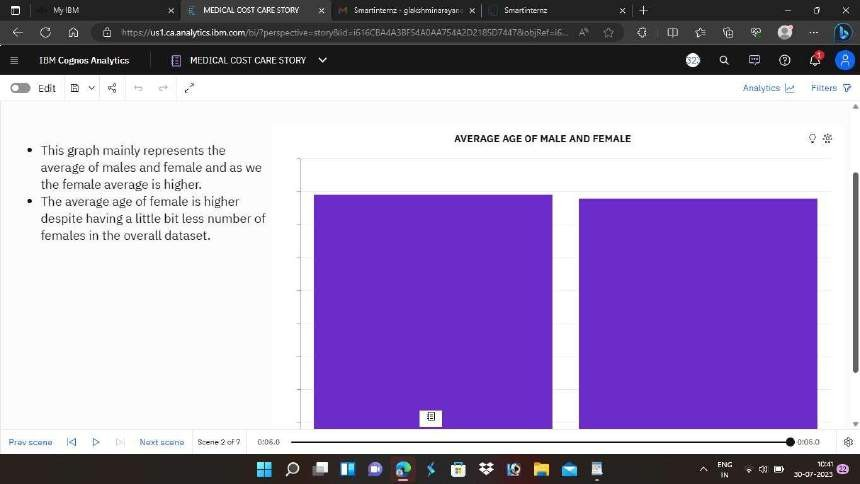 My IBM
MEDICAL COST CARE STORY
Smartinternz - glakshminarayan
Smartinternz
https://us1.ca.analytics.ibm.com/bi/?perspective=story&id=i616CBA4A3BF54A0AA754A2D2185D7447&objRef=i6...
IBM Cognos Analytics
MEDICAL COST CARE STORY
Edit
Analytics
Filters
AVERAGE AGE OF MALE AND FEMALE
• This graph mainly represents the
average of males and female and as we
the female average is higher.
• The average age of female is higher
despite having a little bit less number of
females in the overall dataset.
Prev scene
Next scene
Scene 2 of 7
0:06.0
0:06.0
ENG
IN
10:41
30-07-2023
22